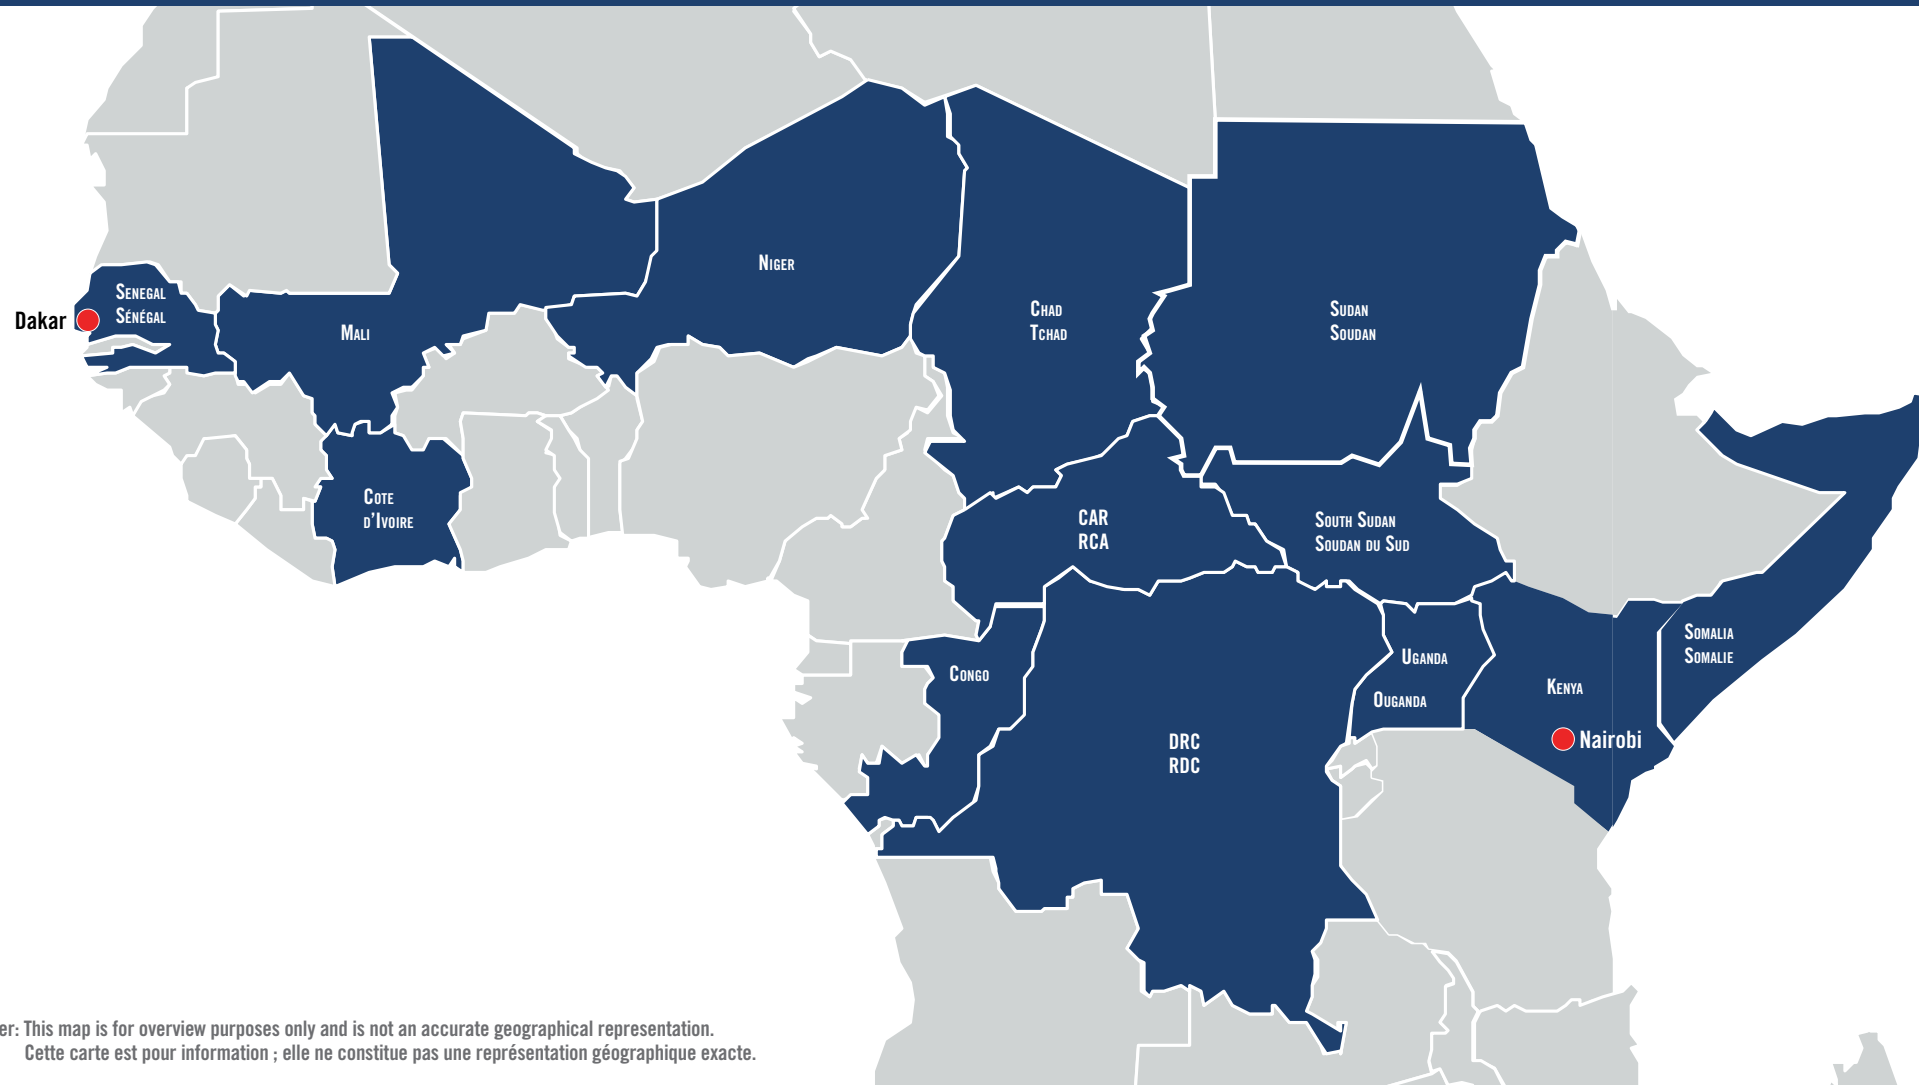 Niger
Senegal
Sénégal
Dakar
Mali
Chad
Tchad
Sudan
Soudan
Cote
d'Ivoire
CAR
RCA
South Sudan
Soudan du Sud
Congo
Uganda
Ouganda
Somalia
Somalie
Kenya
Nairobi
DRC
RDC
er: This map is for overview purposes only and is not an accurate geographical representation.
Cette carte est pour information ; elle ne constitue pas une représentation géographique exacte.